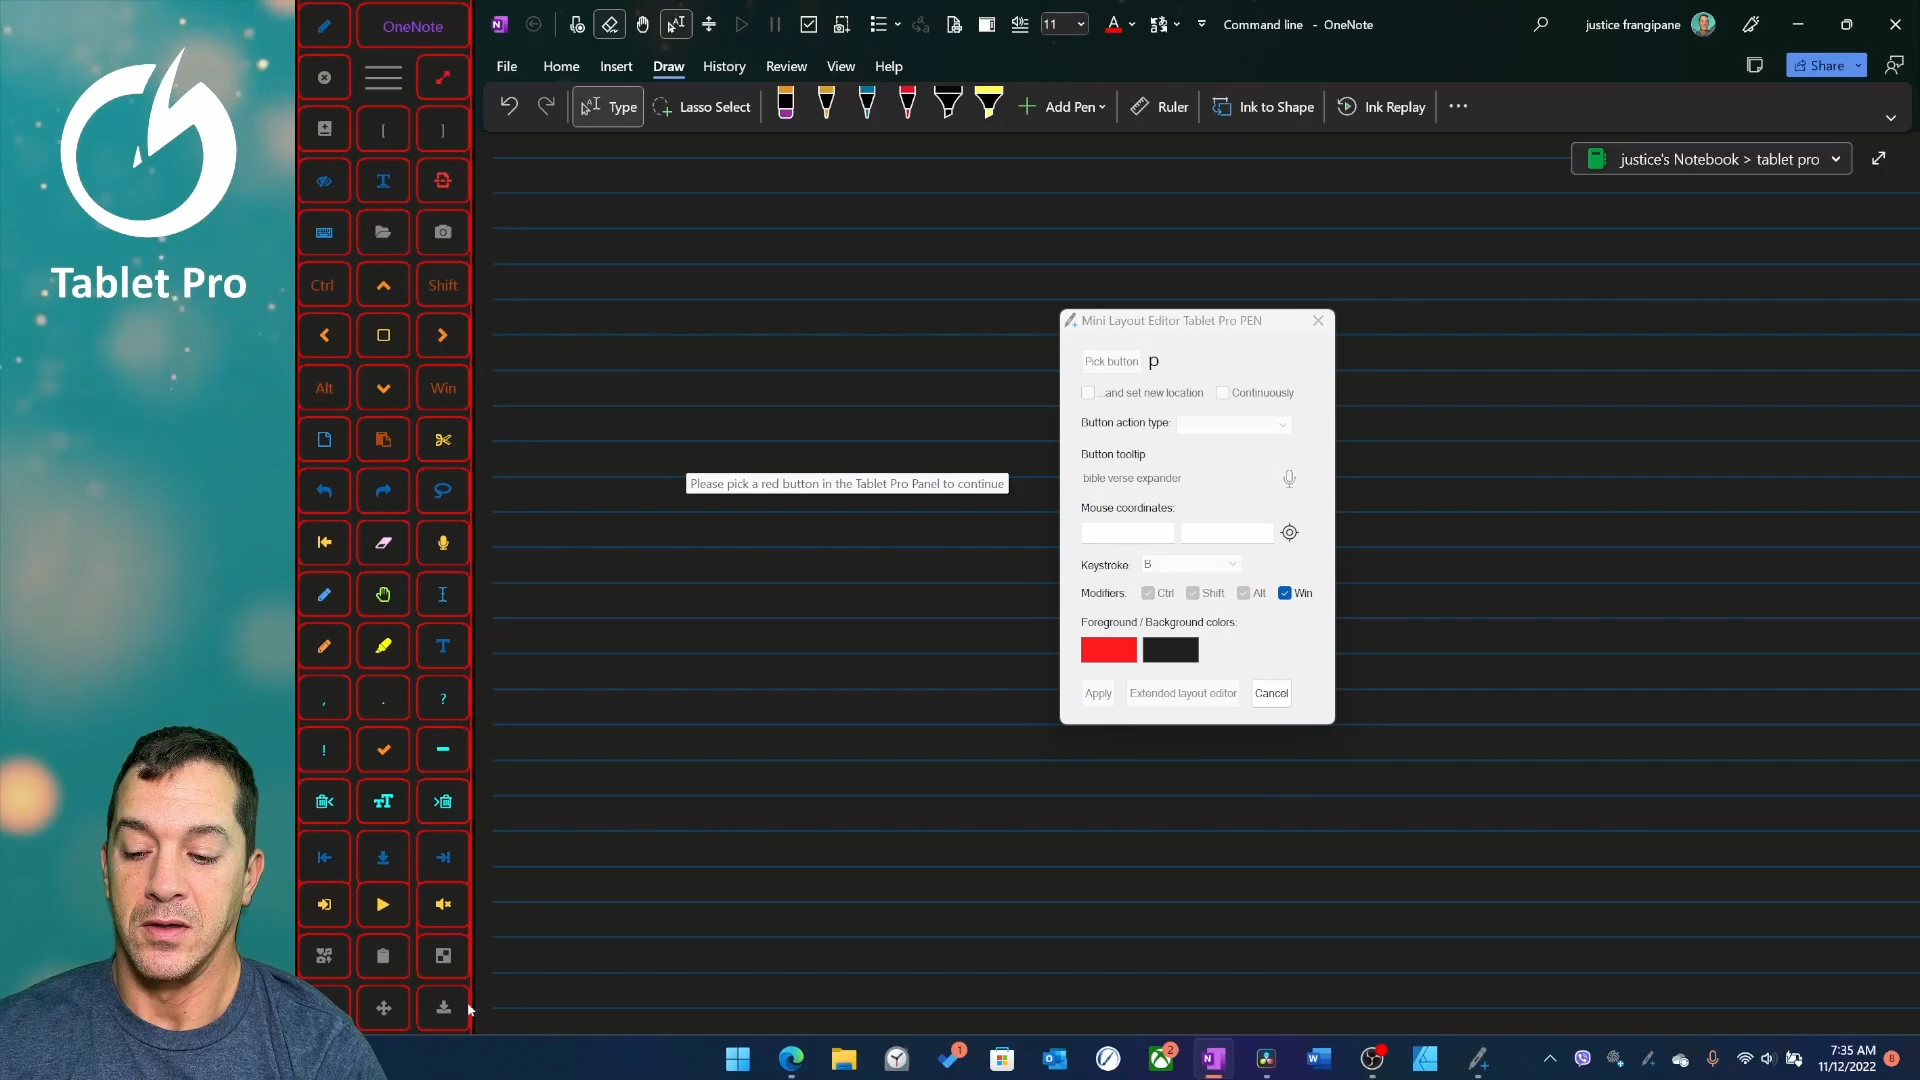 Tablet Pro
OneNote
[
]
Ctrl
Shift
Alt
Win
,
.
?
!
11
Command line - OneNote
justice frangipane
File
Home
Insert
Draw
History
Review
View
Help
Share
Type
Lasso Select
Add Pen
Ruler
Ink to Shape
Ink Replay
justice's Notebook > tablet pro
Please pick a red button in the Tablet Pro Panel to continue
Mini Layout Editor Tablet Pro PEN
Pick button
p
...and set new location
Continuously
Button action type:
Button tooltip
bible verse expander
Mouse coordinates:
Keystroke:
B
Modifiers:
Ctrl
Shift
Alt
Win
Foreground / Background colors:
Apply
Extended layout editor
Cancel
1
2
7:35 AM
11/12/2022
8